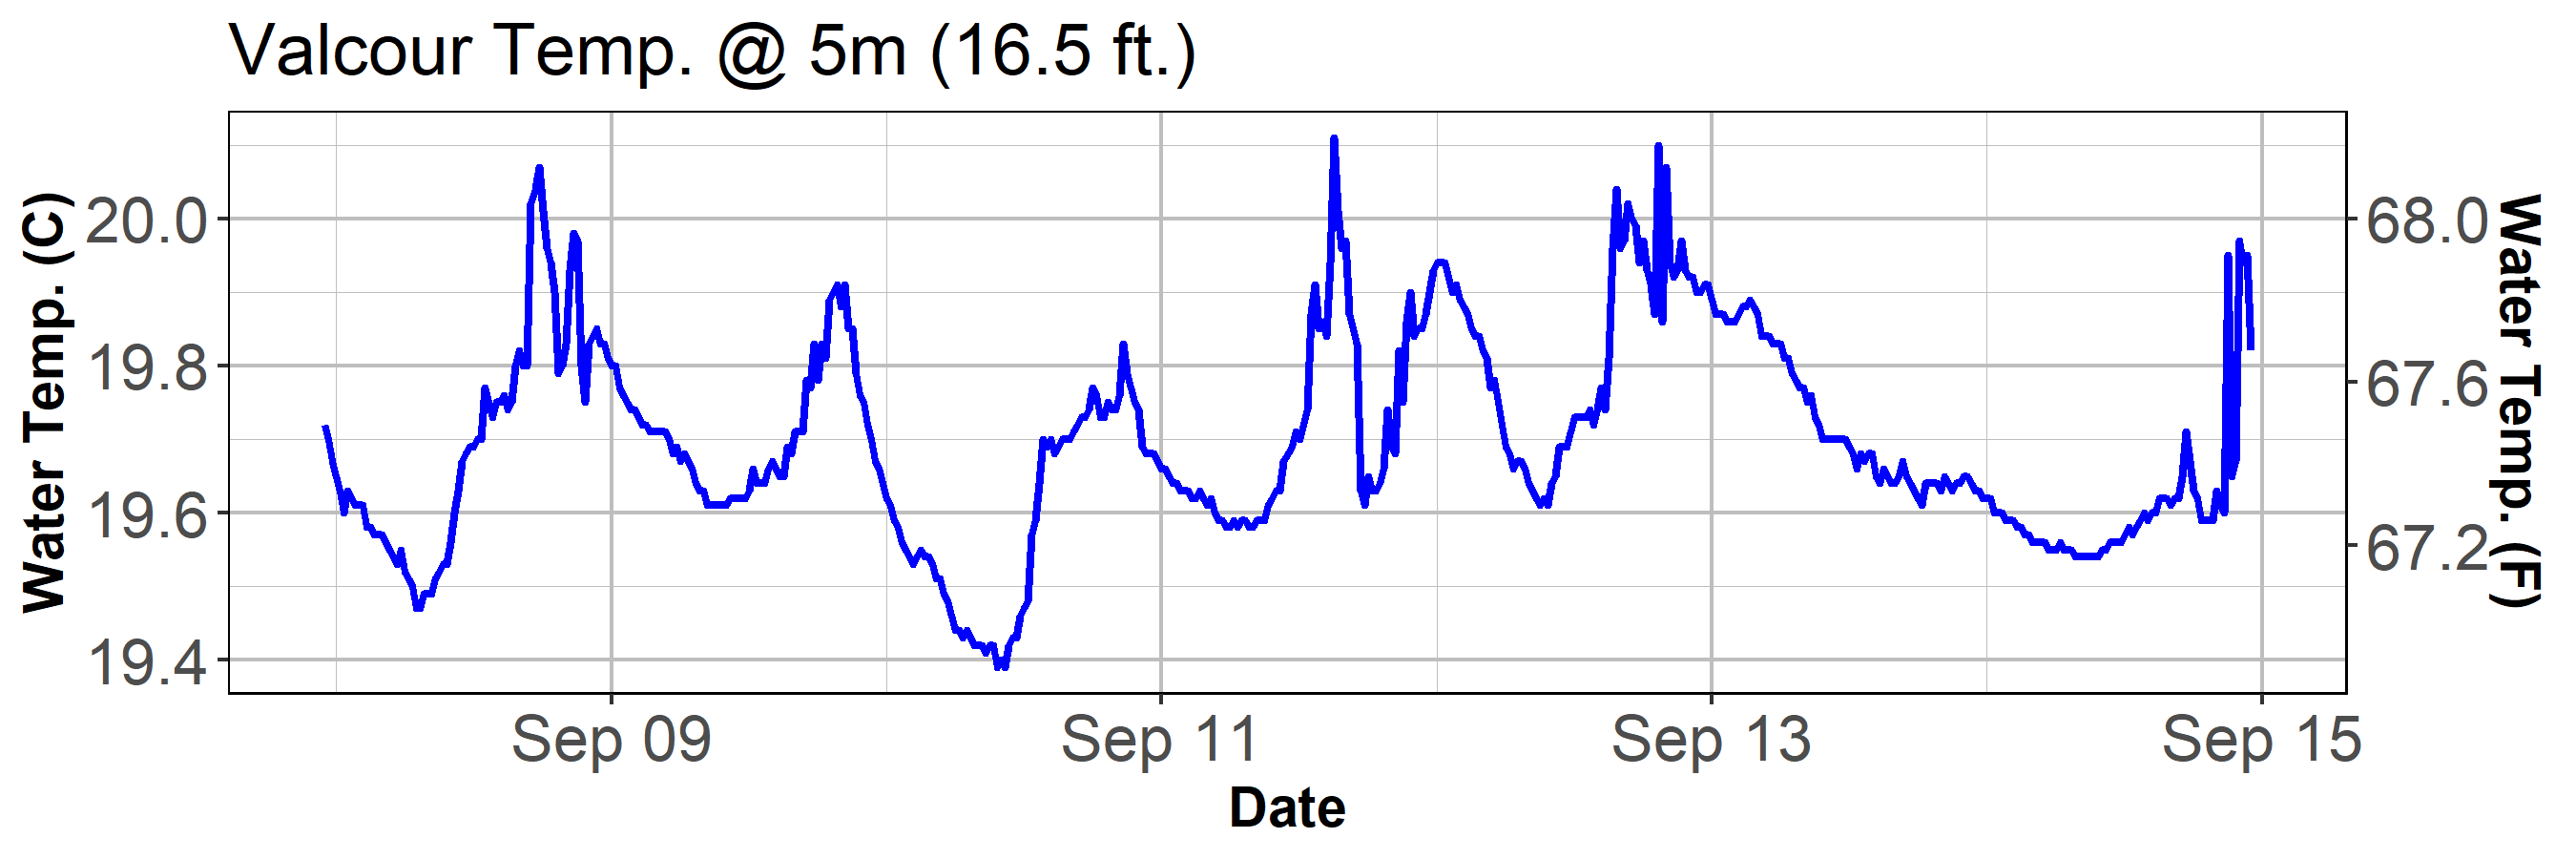 Valcour Temp. @ 5m (16.5 ft.)
Water Temp. (C)
20.0
19.8
19.6
19.4
68.0
67.6
67.2
Water Temp. (F)
Sep 09
Sep 11
Sep 13
Sep 15
Date